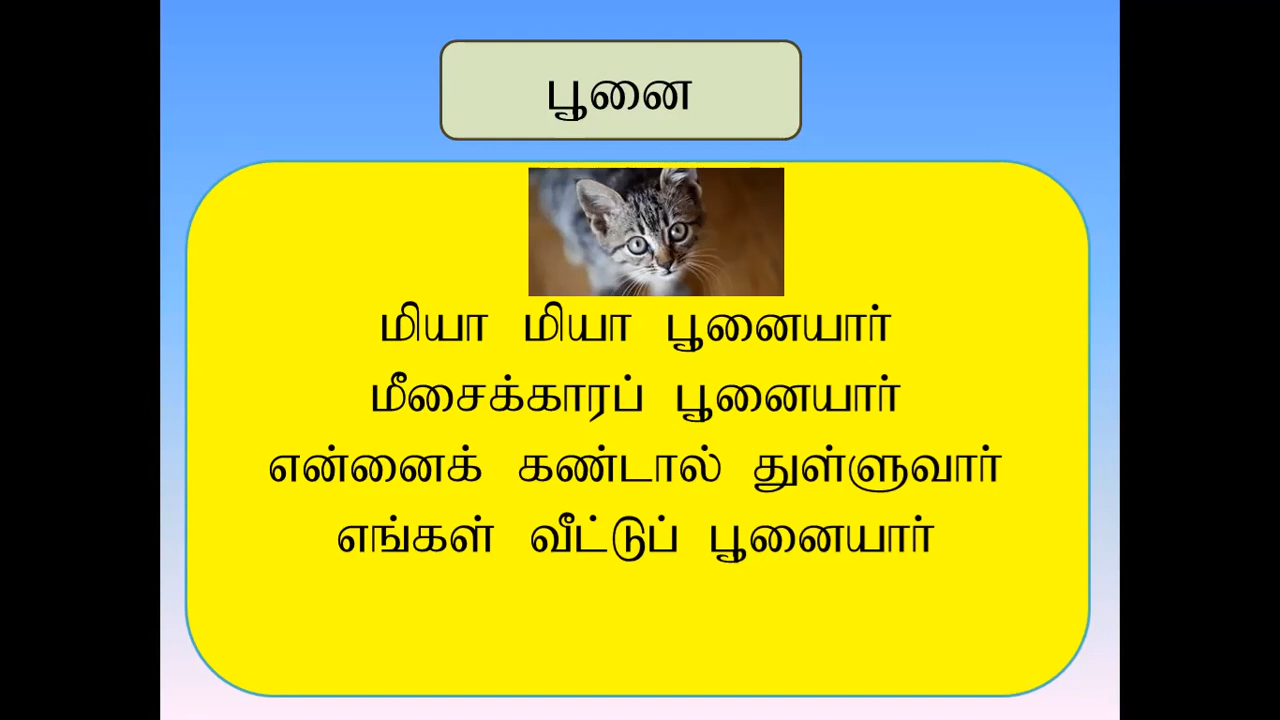 பூனை
மியா மியா பூனையார்
மீசைக்காரப் பூனையார்
என்னைக் கண்டால் துள்ளுவார்
எங்கள் வீட்டுப் பூனையார்